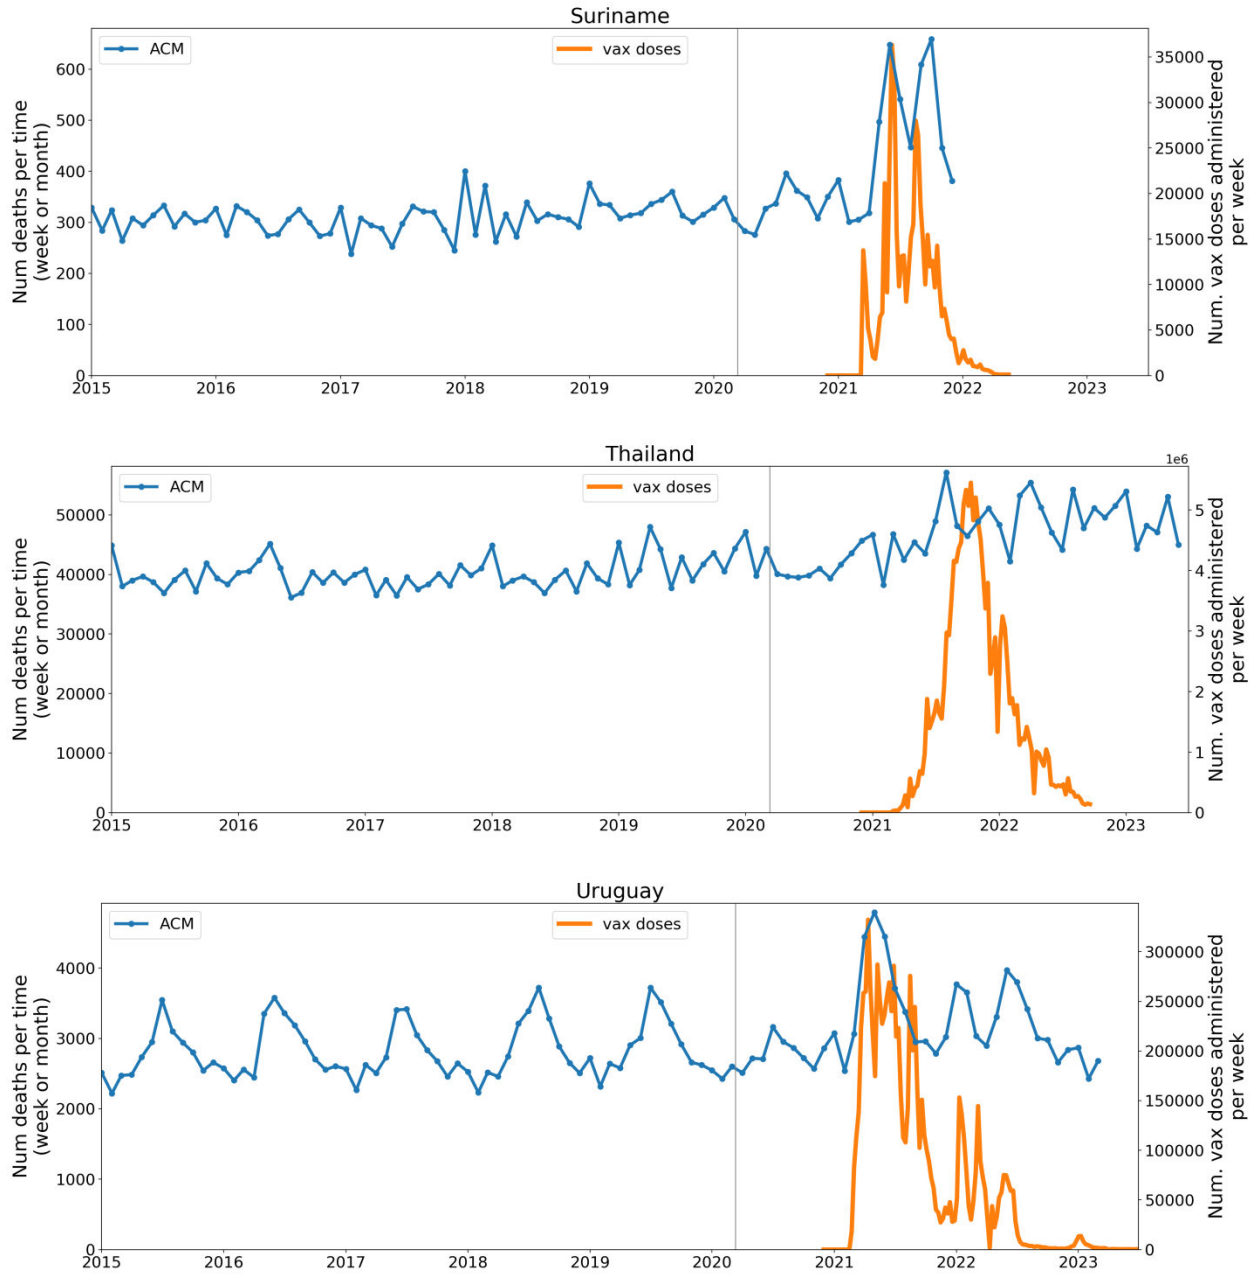 Suriname
ACM
vax doses
600
500
400
300
200
100
0
Num deaths per time
(week or month)
35000
30000
25000
20000
15000
10000
5000
0
Num. vax doses administered
per week
2015 2016 2017 2018 2019 2020 2021 2022 2023
Thailand
1e6
ACM
vax doses
50000
40000
30000
20000
10000
0
Num deaths per time
(week or month)
5
4
3
2
1
0
Num. vax doses administered
per week
2015 2016 2017 2018 2019 2020 2021 2022 2023
Uruguay
ACM
vax doses
4000
3000
2000
1000
0
Num deaths per time
(week or month)
300000
250000
200000
150000
100000
50000
0
Num. vax doses administered
per week
2015 2016 2017 2018 2019 2020 2021 2022 2023